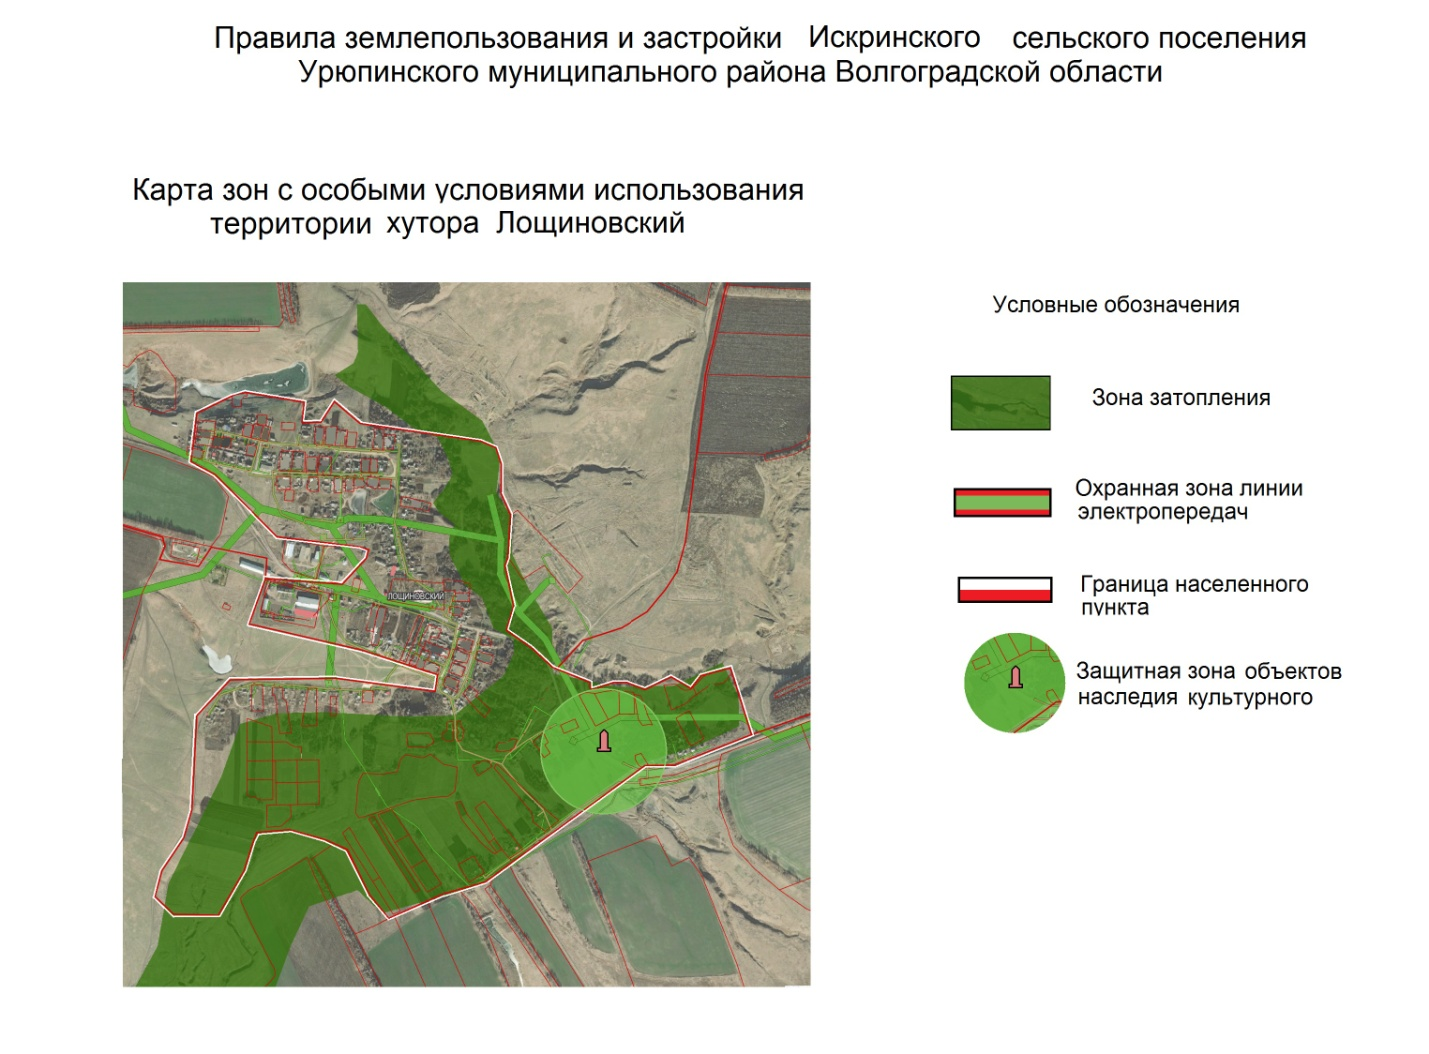 Правила землепользования и застройки Искринского сельского поселения
Урюпинского муниципального района Волгоградской области
Карта зон с особыми условиями использования
территории хутора Лощиновский
Условные обозначения
Зона затопления
Охранная зона линии
электропередач
Граница населенного
пункта
Защитная зона объектов
наследия культурного
ЛОЩИНОВСКИЙ